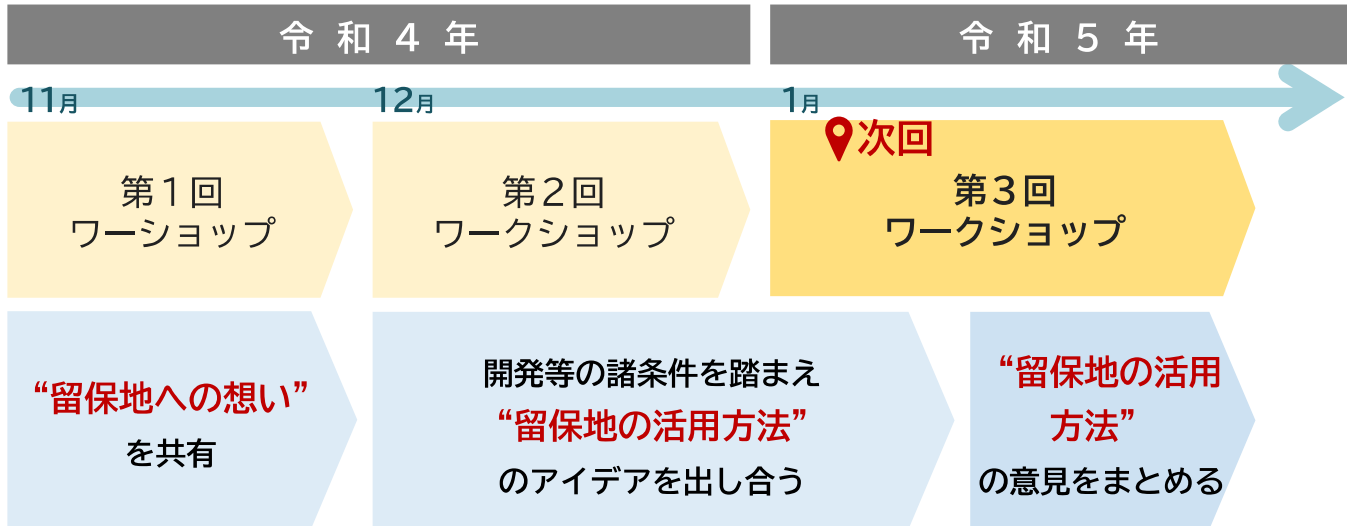 令和4年
令和5年
11月
12月
1月
次回
第1回
ワーショップ
第2回
ワークショップ
第3回
ワークショップ
“留保地への想い”
を共有
開発等の諸条件を踏まえ
“留保地の活用方法”
のアイデアを出し合う
“留保地の活用
方法”
の意見をまとめる